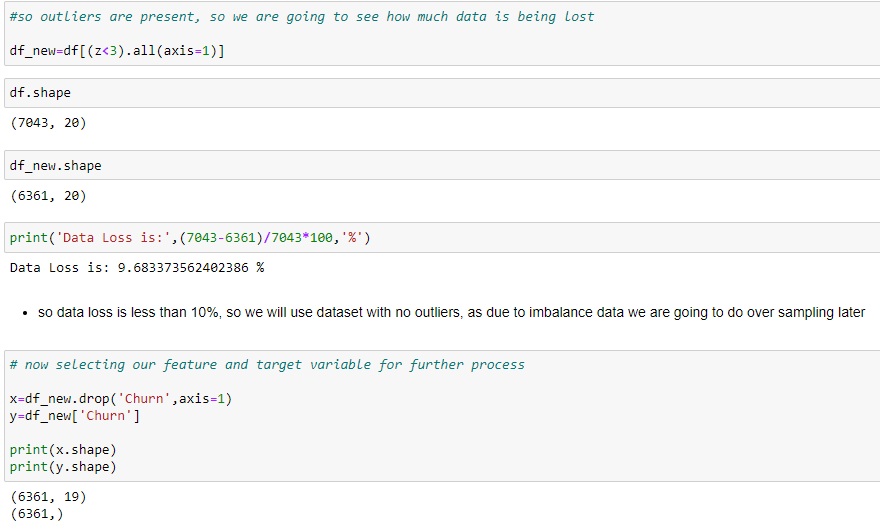 #so outliers are present, so we are going to see how much data is being lost
df_new=df[(z<3).all(axis=1)]
df.shape
(7043, 20)
df_new.shape
(6361, 20)
print('Data Loss is:',(7043-6361)/7043*100,'%')
Data Loss is: 9.683373562402386 %
• so data loss is less than 10%, so we will use dataset with no outliers, as due to imbalance data we are going to do over sampling later
# now selecting our feature and target variable for further process
x=df_new.drop('Churn',axis=1)
y=df_new['Churn']
print(x.shape)
print(y.shape)
(6361, 19)
(6361,)